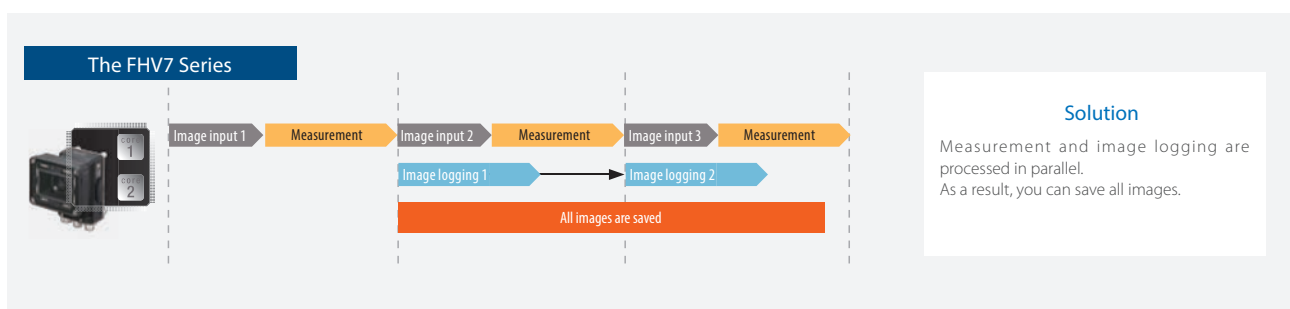 The FHV7 Series
core
1
core
2
Image input 1
Measurement
Image input 2
Measurement
Image input 3
Measurement
Image logging 1
Image logging 2
All images are saved
Solution
Measurement and image logging are
processed in parallel.
As a result, you can save all images.